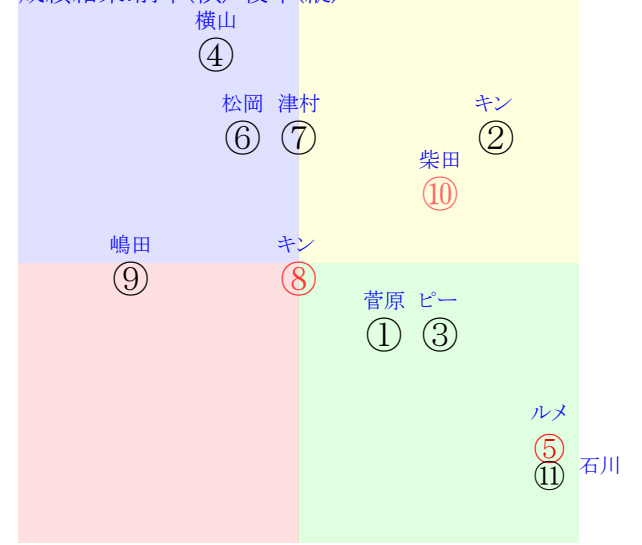 横山
④
松岡 津村 キン
⑥ ⑦ ②
柴田
⑩
嶋田 キン
⑨ ⑧
菅原 ピー
① ③
ルメ
⑤
⑪ 石川